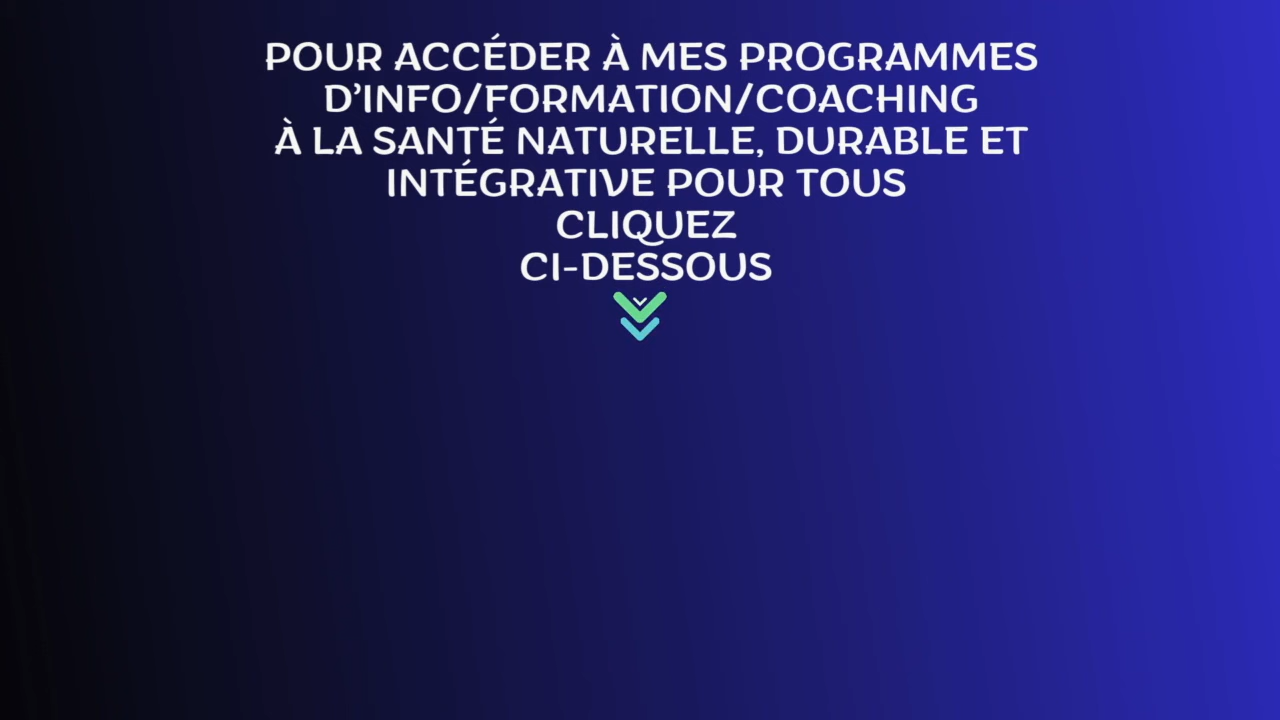 POUR ACCÉDER À MES PROGRAMMES
D'INFO/FORMATION/COACHING
À LA SANTÉ NATURELLE, DURABLE ET
INTÉGRATIVE POUR TOUS
CLIQUEZ
CI-DESSOUS